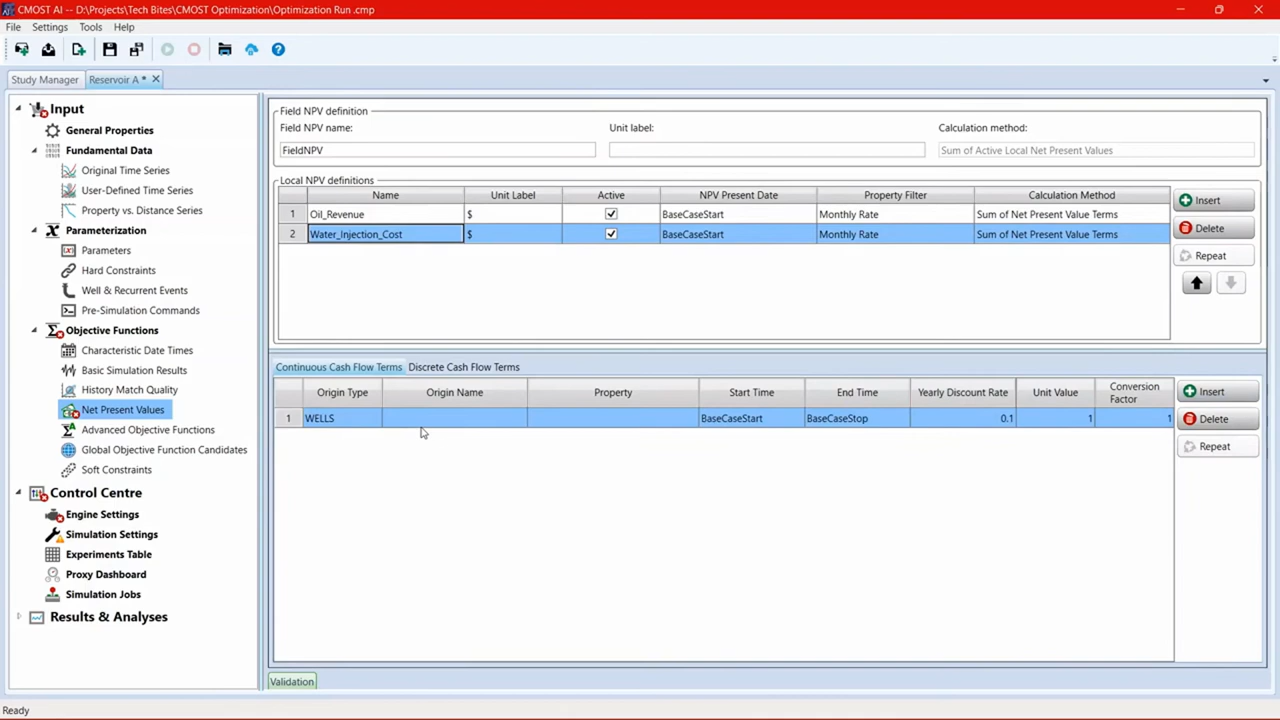 CMOST AI -- D:\Projects\Tech Bites\CMOST Optimization\Optimization Run .cmp
File Settings Tools Help
Study Manager Reservoir A *
Input
General Properties
Fundamental Data
Original Time Series
User-Defined Time Series
Property vs. Distance Series
Parameterization
Parameters
Hard Constraints
Well & Recurrent Events
Pre-Simulation Commands
Objective Functions
Characteristic Date Times
Basic Simulation Results
History Match Quality
Net Present Values
Advanced Objective Functions
Global Objective Function Candidates
Soft Constraints
Control Centre
Engine Settings
Simulation Settings
Experiments Table
Proxy Dashboard
Simulation Jobs
Results & Analyses
Field NPV definition
Field NPV name: Unit label: Calculation method:
FieldNPV Sum of Active Local Net Present Values
Local NPV definitions
Name Unit Label Active NPV Present Date Property Filter Calculation Method
1 Oil_Revenue $ BaseCaseStart Monthly Rate Sum of Net Present Value Terms
2 Water_Injection_Cost $ BaseCaseStart Monthly Rate Sum of Net Present Value Terms
Insert
Delete
Repeat
Continuous Cash Flow Terms Discrete Cash Flow Terms
Origin Type Origin Name Property Start Time End Time Yearly Discount Rate Unit Value Conversion Factor
1 WELLS BaseCaseStart BaseCaseStop 0.1 1 1
Insert
Delete
Repeat
Validation
Ready